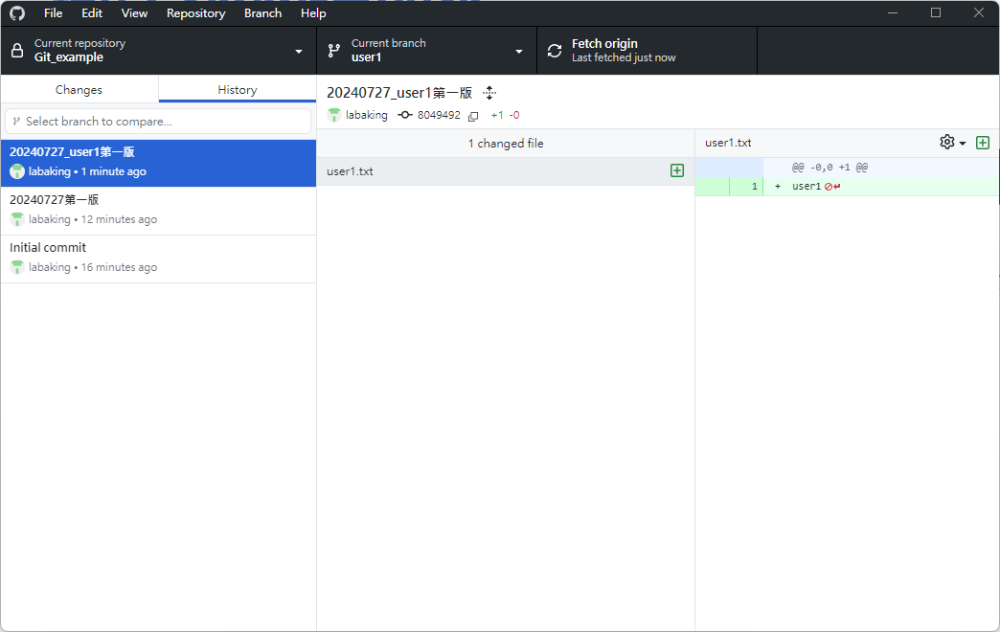 File Edit View Repository Branch Help
Current repository
Git_example
Current branch
user1
Fetch origin
Last fetched just now
Changes
History
Select branch to compare...
20240727_user1第一版
labaking • 1 minute ago
20240727第一版
labaking • 12 minutes ago
Initial commit
labaking • 16 minutes ago
20240727_user1第一版
labaking 8049492 +1 -0
1 changed file
user1.txt
user1.txt
@@ -0,0 +1 @@
1 + user1